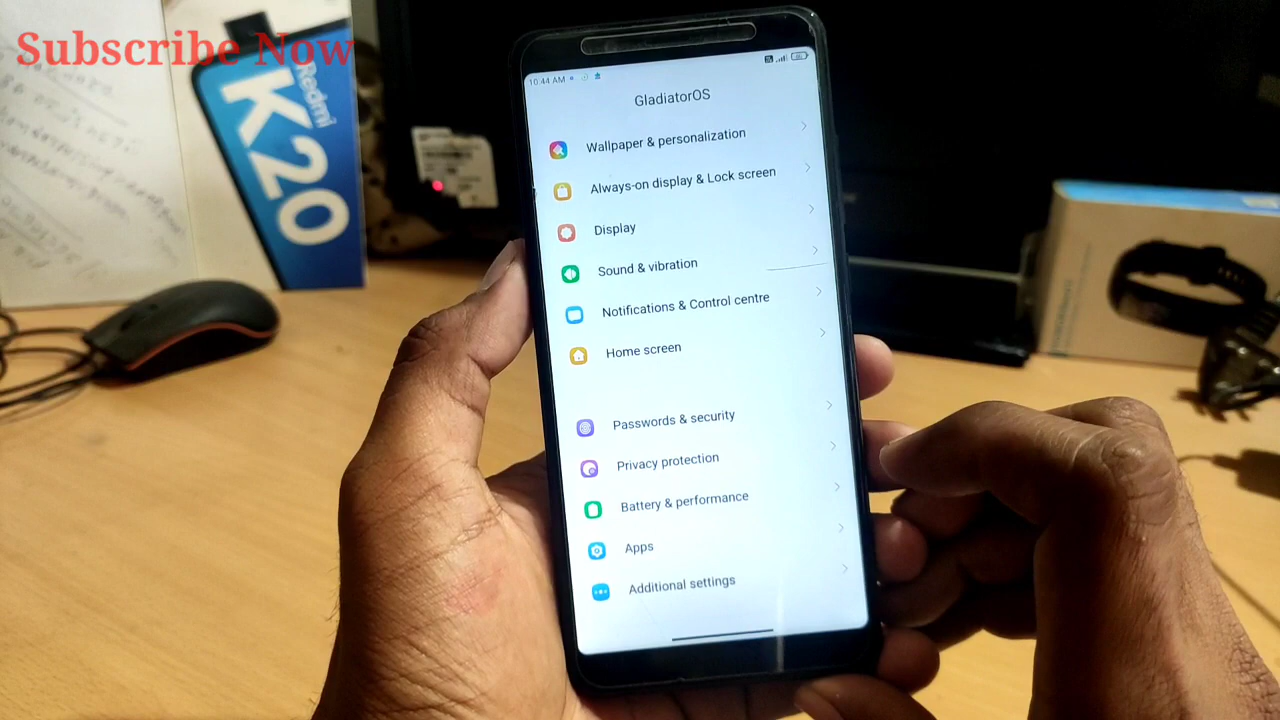 Subscribe Now
Redmi
K20
10:44 AM
GladiatorOS
Wallpaper & personalization
Always-on display & Lock screen
Display
Sound & vibration
Notifications & Control centre
Home screen
Passwords & security
Privacy protection
Battery & performance
Apps
Additional settings